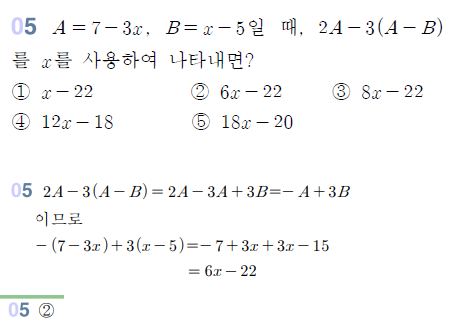 05 A = 7 − 3x, B = x − 5일 때, 2A − 3(A − B)
를 x를 사용하여 나타내면?
① x − 22 ② 6x − 22 ③ 8x − 22
④ 12x − 18 ⑤ 18x − 20
05 2A − 3(A − B) = 2A − 3A + 3B = − A + 3B
이므로
− (7 − 3x) + 3(x − 5) = − 7 + 3x + 3x − 15
= 6x − 22
05 ②